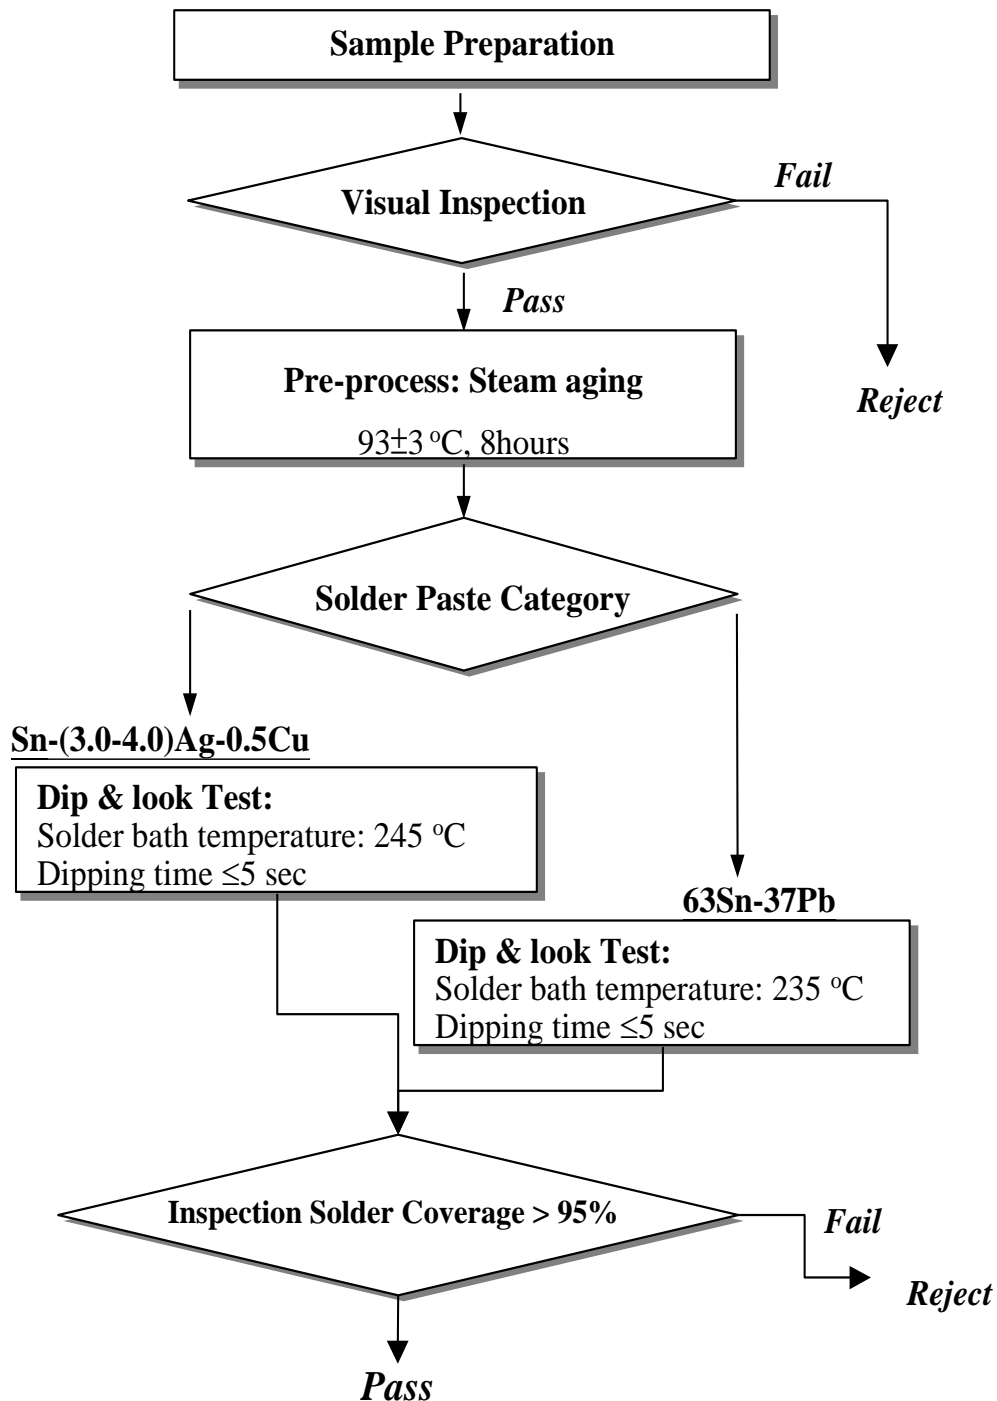 Sample Preparation
Visual Inspection
Fail
Pass
Reject
Pre-process: Steam aging
93±3 ºC, 8hours
Solder Paste Category
Sn-(3.0-4.0)Ag-0.5Cu
Dip & look Test:
Solder bath temperature: 245 ºC
Dipping time ≤5 sec
63Sn-37Pb
Dip & look Test:
Solder bath temperature: 235 ºC
Dipping time ≤5 sec
Inspection Solder Coverage > 95%
Fail
Reject
Pass